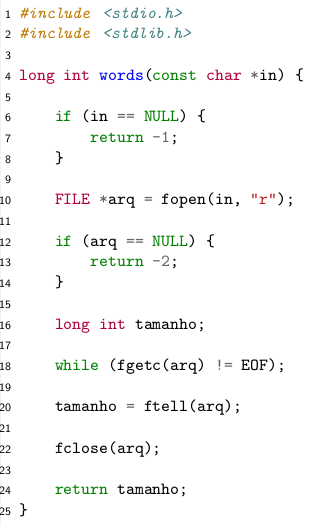 1 #include <stdio.h>
2 #include <stdlib.h>
3
4 long int words(const char *in) {
5
6     if (in == NULL) {
7         return -1;
8     }
9
10     FILE *arq = fopen(in, "r");
11
12     if (arq == NULL) {
13         return -2;
14     }
15
16     long int tamanho;
17
18     while (fgetc(arq) != EOF);
19
20     tamanho = ftell(arq);
21
22     fclose(arq);
23
24     return tamanho;
25 }